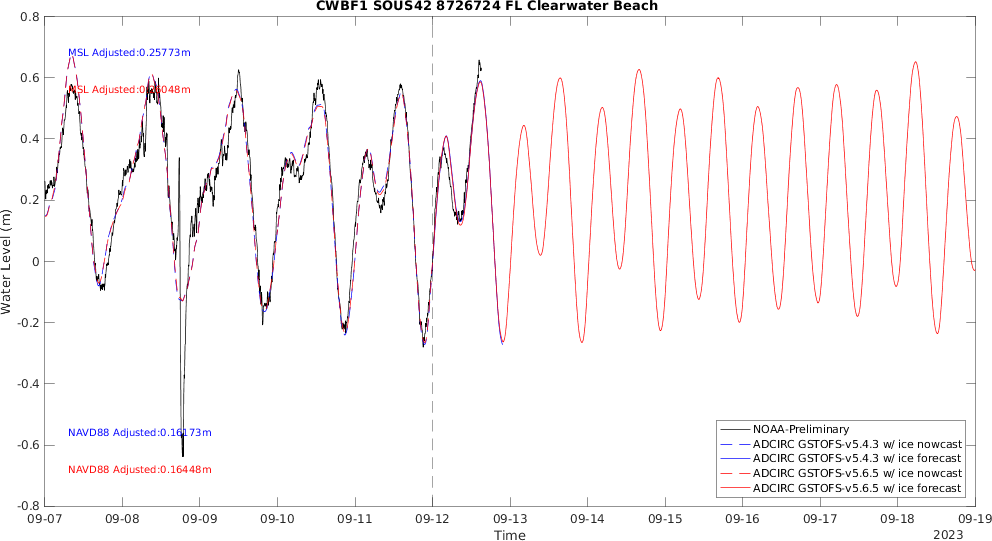 CWBF1 SOUS42 8726724 FL Clearwater Beach
0.8
0.6
0.4
0.2
0
-0.2
-0.4
-0.6
-0.8
Water Level (m)
MSL Adjusted:0.25773m
MSL Adjusted:0.26048m
NAVD88 Adjusted:0.16173m
NAVD88 Adjusted:0.16448m
NOAA-Preliminary
ADCIRC GSTOFS-v5.4.3 w/ ice nowcast
ADCIRC GSTOFS-v5.4.3 w/ ice forecast
ADCIRC GSTOFS-v5.6.5 w/ ice nowcast
ADCIRC GSTOFS-v5.6.5 w/ ice forecast
09-07 09-08 09-09 09-10 09-11 09-12 09-13 09-14 09-15 09-16 09-17 09-18 09-19
Time
2023